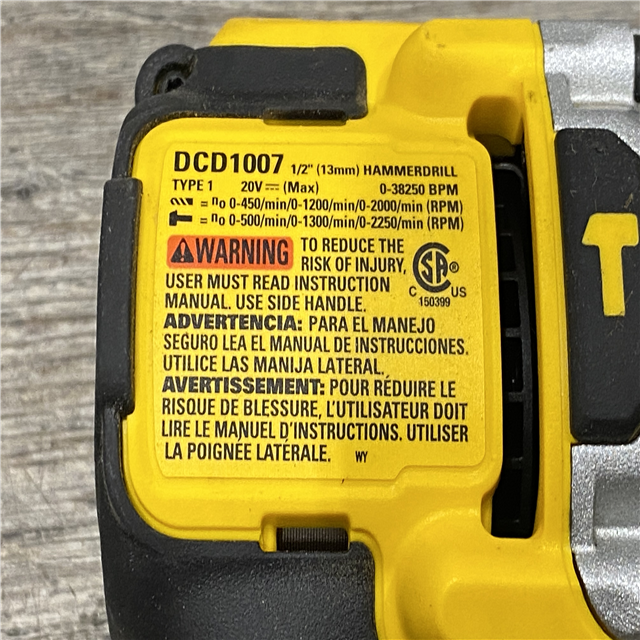 DCD1007 1/2" (13mm) HAMMERDRILL
TYPE 1 20V⎓(Max) 0-38250 BPM
= n₀ 0-450/min/0-1200/min/0-2000/min (RPM)
= n₀ 0-500/min/0-1300/min/0-2250/min (RPM)
WARNING TO REDUCE THE
RISK OF INJURY,
USER MUST READ INSTRUCTION
MANUAL. USE SIDE HANDLE.
SA®
C US
150399
ADVERTENCIA: PARA EL MANEJO
SEGURO LEA EL MANUAL DE INSTRUCCIONES.
UTILICE LAS MANIJA LATERAL.
AVERTISSEMENT: POUR RÉDUIRE LE
RISQUE DE BLESSURE, L'UTILISATEUR DOIT
LIRE LE MANUEL D'INSTRUCTIONS. UTILISER
LA POIGNÉE LATÉRALE. WY